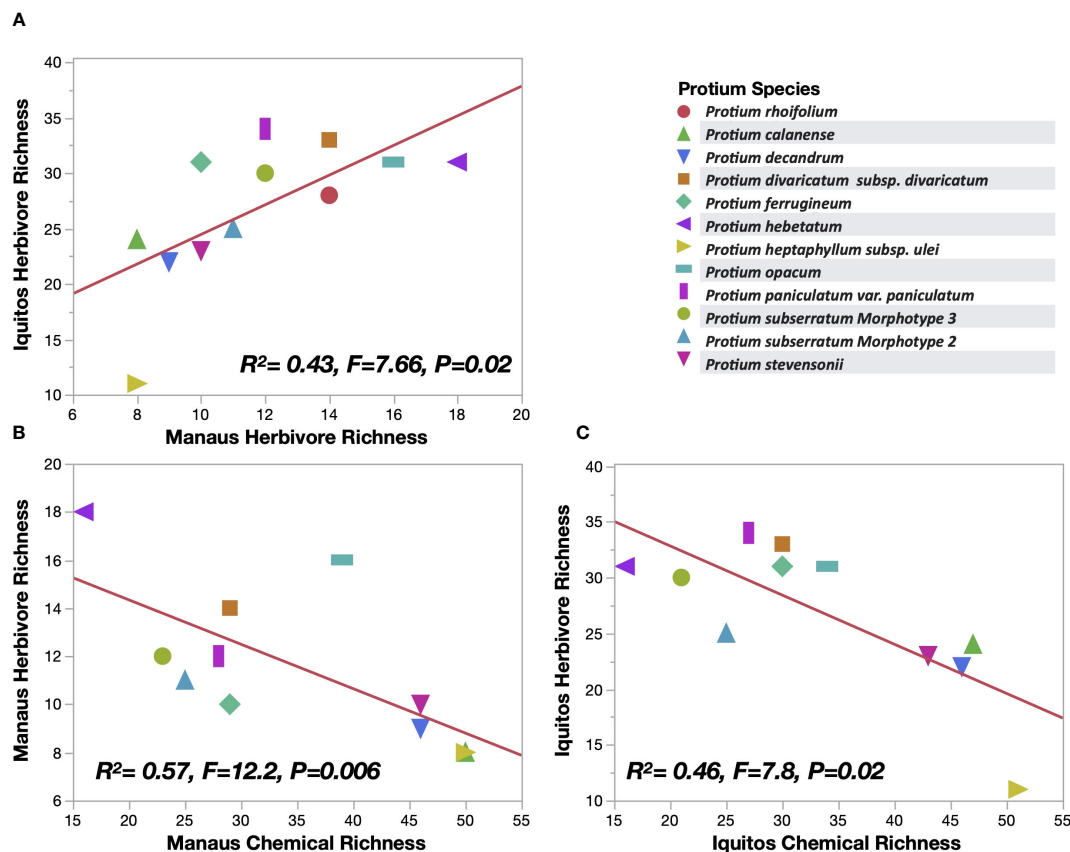 A
40
35
30
25
20
15
10
Iquitos Herbivore Richness
R²= 0.43, F=7.66, P=0.02
6 8 10 12 14 16 18 20
Manaus Herbivore Richness
Protium Species
Protium rhoifolium
Protium calanense
Protium decandrum
Protium divaricatum subsp. divaricatum
Protium ferrugineum
Protium hebetatum
Protium heptaphyllum subsp. ulei
Protium opacum
Protium paniculatum var. paniculatum
Protium subserratum Morphotype 3
Protium subserratum Morphotype 2
Protium stevensonii
B
20
18
16
14
12
10
8
6
Manaus Herbivore Richness
R²= 0.57, F=12.2, P=0.006
15 20 25 30 35 40 45 50 55
Manaus Chemical Richness
C
40
35
30
25
20
15
10
Iquitos Herbivore Richness
R²= 0.46, F=7.8, P=0.02
15 20 25 30 35 40 45 50 55
Iquitos Chemical Richness